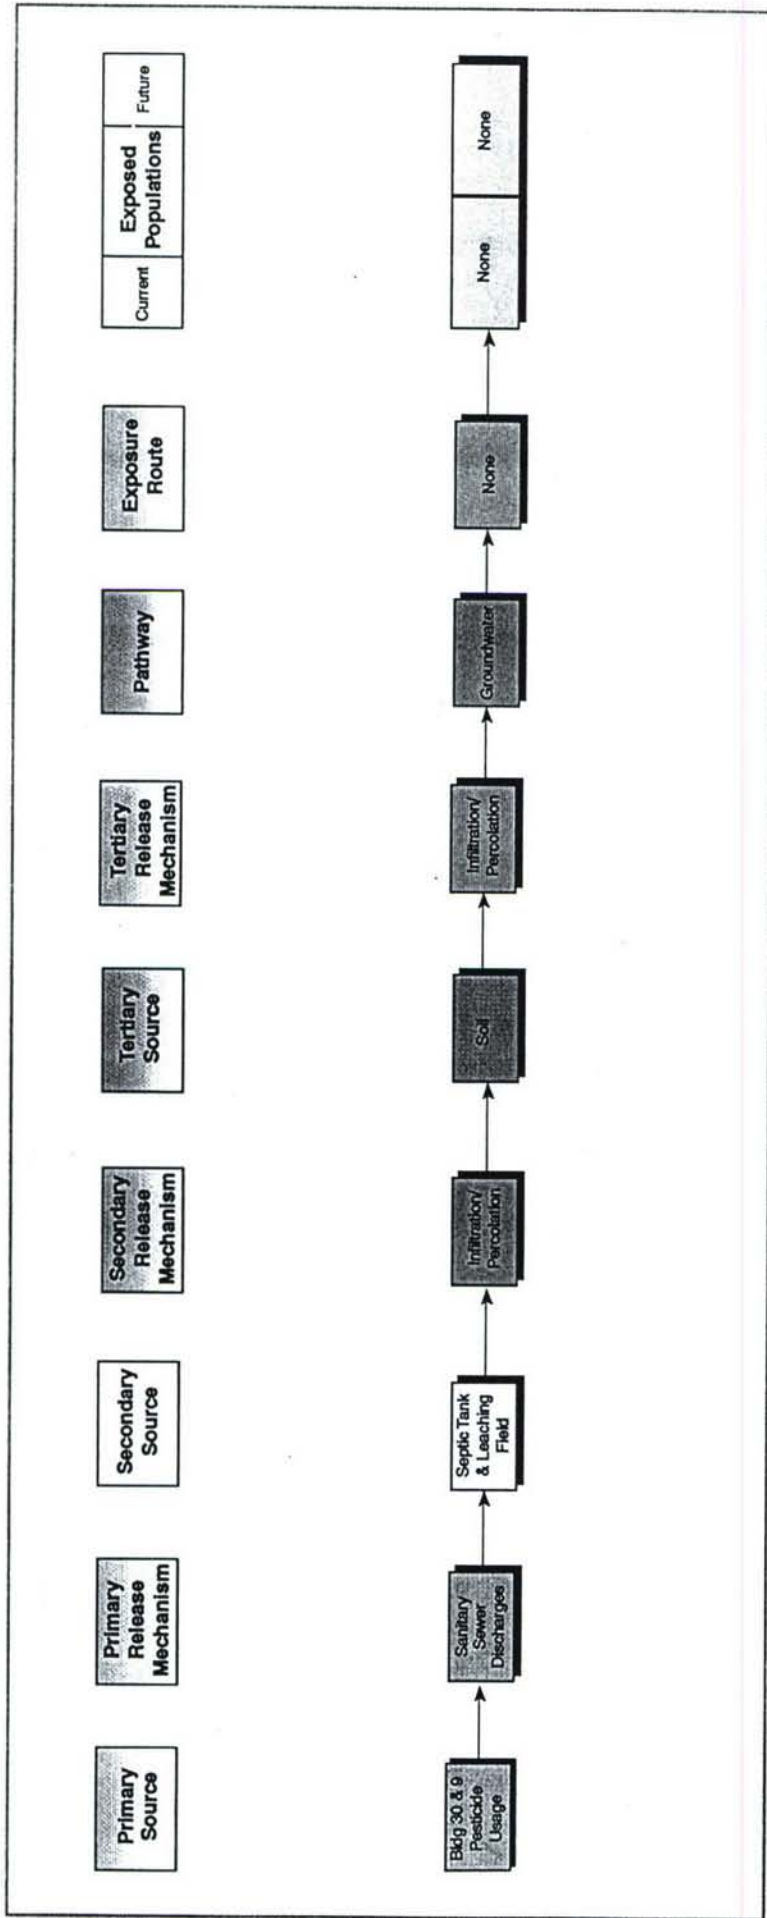 Primary
Source
Primary
Release
Mechanism
Secondary
Source
Secondary
Release
Mechanism
Tertiary
Source
Tertiary
Release
Mechanism
Pathway
Exposure
Route
Current
Exposed
Populations
Future
Bldg 30 & 9
Pesticide
Usage
Sanitary
Sewer
Discharges
Septic Tank
& Leaching
Field
Infiltration/
Percolation
Soil
Infiltration/
Percolation
Groundwater
None
None
None